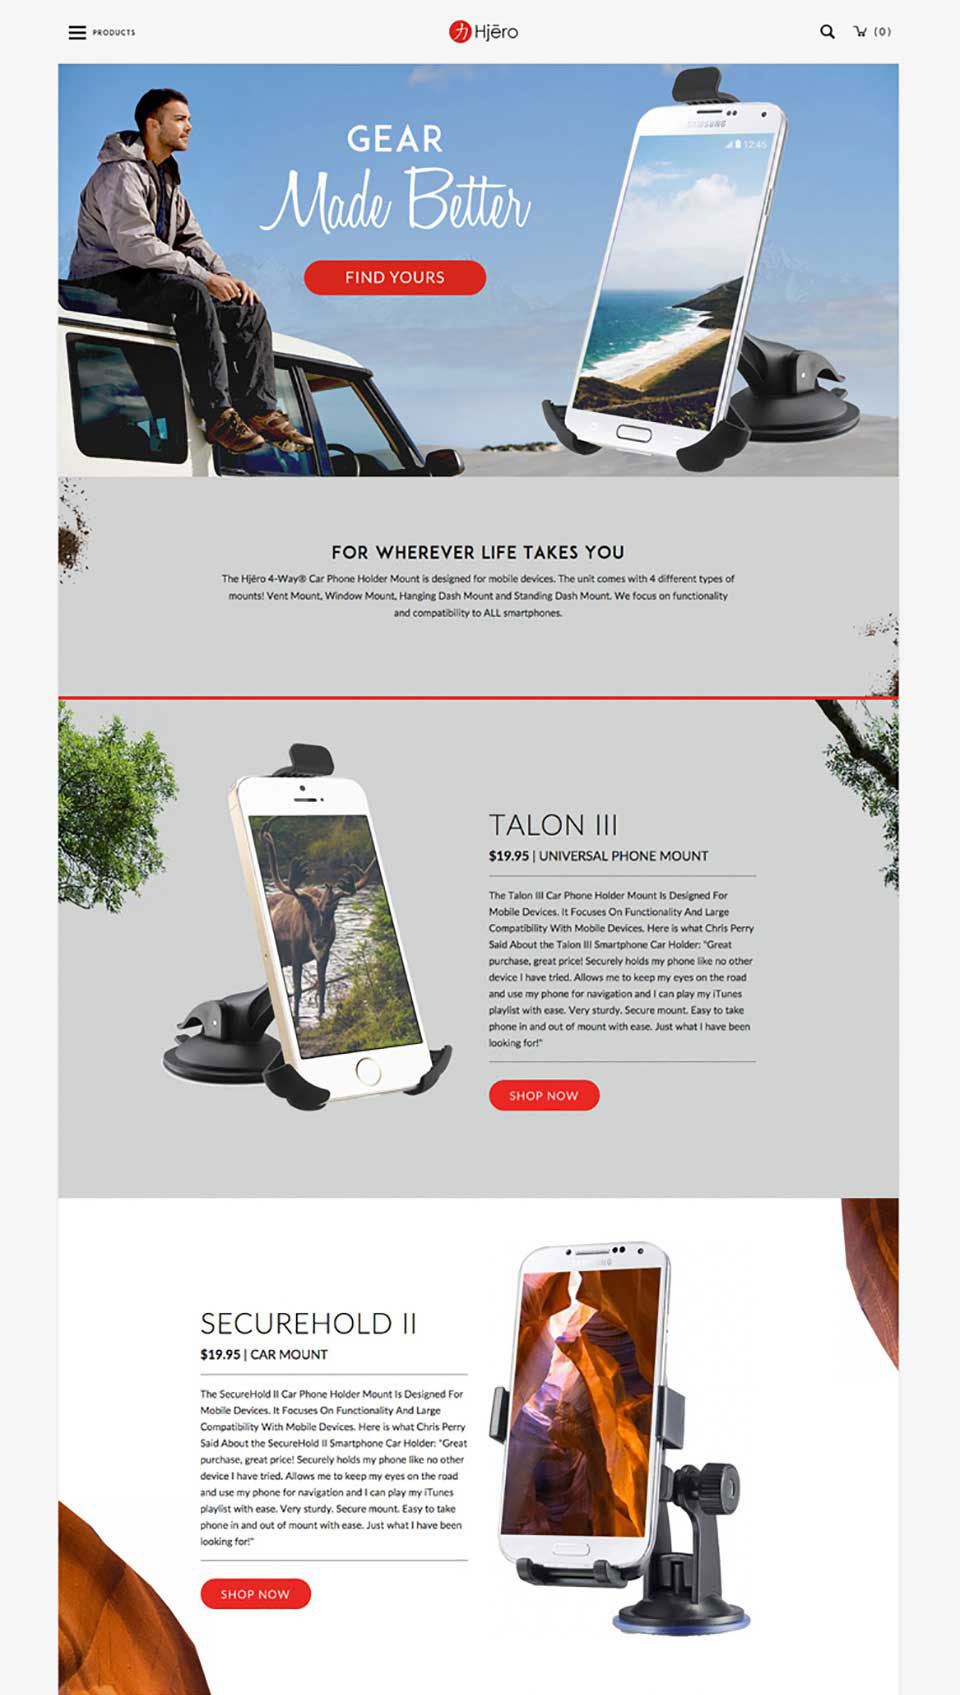 PRODUCTS
力 Hjēro
(0)
GEAR
Made Better
FIND YOURS
SAMSUNG
12:45
FOR WHEREVER LIFE TAKES YOU
The Hjēro 4-Way® Car Phone Holder Mount is designed for mobile devices. The unit comes with 4 different types of
mounts! Vent Mount, Window Mount, Hanging Dash Mount and Standing Dash Mount. We focus on functionality
and compatibility to ALL smartphones.
TALON III
$19.95 | UNIVERSAL PHONE MOUNT
The Talon III Car Phone Holder Mount Is Designed For
Mobile Devices. It Focuses On Functionality And Large
Compatibility With Mobile Devices. Here is what Chris Perry
Said About the Talon III Smartphone Car Holder: "Great
purchase, great price! Securely holds my phone like no other
device I have tried. Allows me to keep my eyes on the road
and use my phone for navigation and I can play my iTunes
playlist with ease. Very sturdy. Secure mount. Easy to take
phone in and out of mount with ease. Just what I have been
looking for!"
SHOP NOW
SECUREHOLD II
$19.95 | CAR MOUNT
The SecureHold II Car Phone Holder Mount Is Designed For
Mobile Devices. It Focuses On Functionality And Large
Compatibility With Mobile Devices. Here is what Chris Perry
Said About the SecureHold II Smartphone Car Holder: "Great
purchase, great price! Securely holds my phone like no other
device I have tried. Allows me to keep my eyes on the road
and use my phone for navigation and I can play my iTunes
playlist with ease. Very sturdy. Secure mount. Easy to take
phone in and out of mount with ease. Just what I have been
looking for!"
SHOP NOW